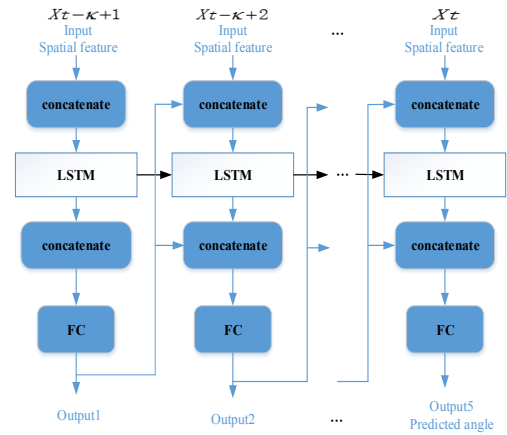 Xt−κ+1 Xt−κ+2 Xt
Input Input ... Input
Spatial feature Spatial feature Spatial feature
concatenate concatenate concatenate
LSTM LSTM ... LSTM
concatenate concatenate concatenate
FC FC FC
Output1 Output2 ... Output5
Predicted angle